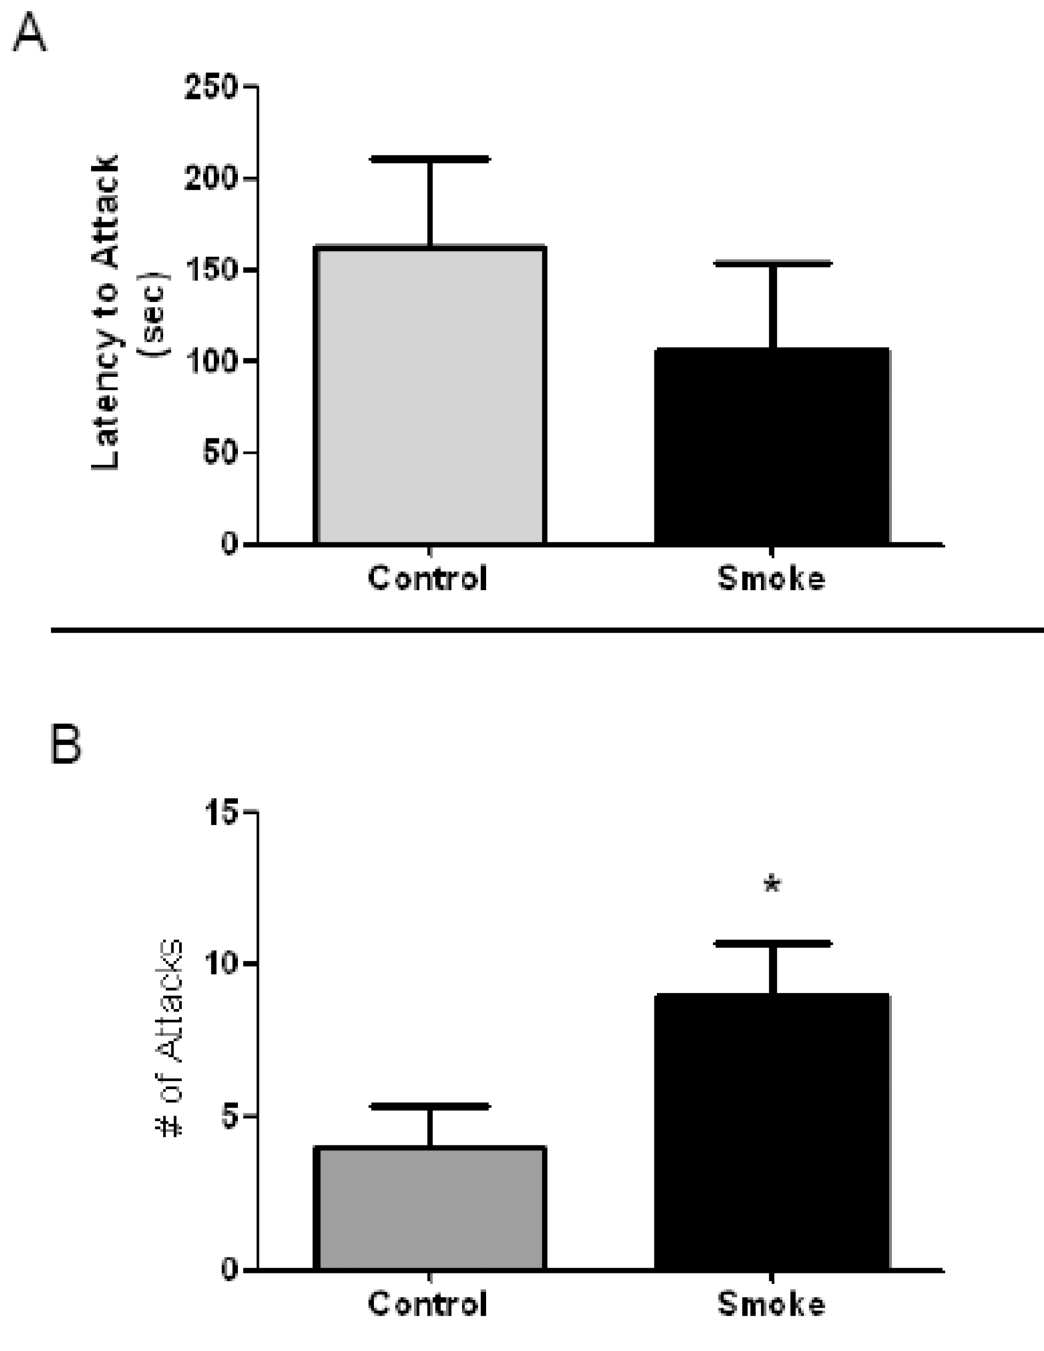 A
250
200
150
100
50
0
Latency to Attack
(sec)
Control Smoke
B
15
10
5
0
# of Attacks
*
Control Smoke